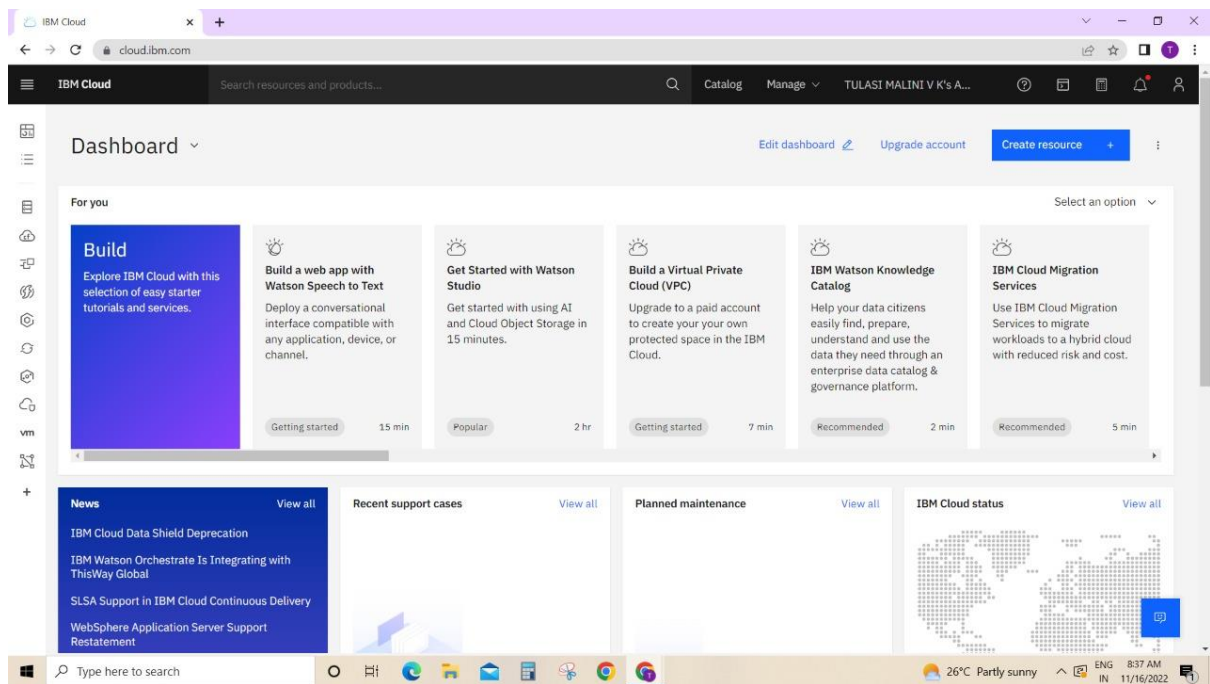 IBM Cloud
cloud.ibm.com
T
IBM Cloud
Search resources and products...
Catalog
Manage
TULASI MALINI V K's A...
Dashboard
Edit dashboard
Upgrade account
Create resource +
For you
Select an option
Build
Explore IBM Cloud with this
selection of easy starter
tutorials and services.
Build a web app with
Watson Speech to Text
Deploy a conversational
interface compatible with
any application, device, or
channel.
Getting started
15 min
Get Started with Watson
Studio
Get started with using AI
and Cloud Object Storage in
15 minutes.
Popular
2 hr
Build a Virtual Private
Cloud (VPC)
Upgrade to a paid account
to create your your own
protected space in the IBM
Cloud.
Getting started
7 min
IBM Watson Knowledge
Catalog
Help your data citizens
easily find, prepare,
understand and use the
data they need through an
enterprise data catalog &
governance platform.
Recommended
2 min
IBM Cloud Migration
Services
Use IBM Cloud Migration
Services to migrate
workloads to a hybrid cloud
with reduced risk and cost.
Recommended
5 min
vm
News
View all
IBM Cloud Data Shield Deprecation
IBM Watson Orchestrate Is Integrating with
ThisWay Global
SLSA Support in IBM Cloud Continuous Delivery
WebSphere Application Server Support
Restatement
Recent support cases
View all
Planned maintenance
View all
IBM Cloud status
View all
Type here to search
26°C Partly sunny
ENG
IN
8:37 AM
11/16/2022